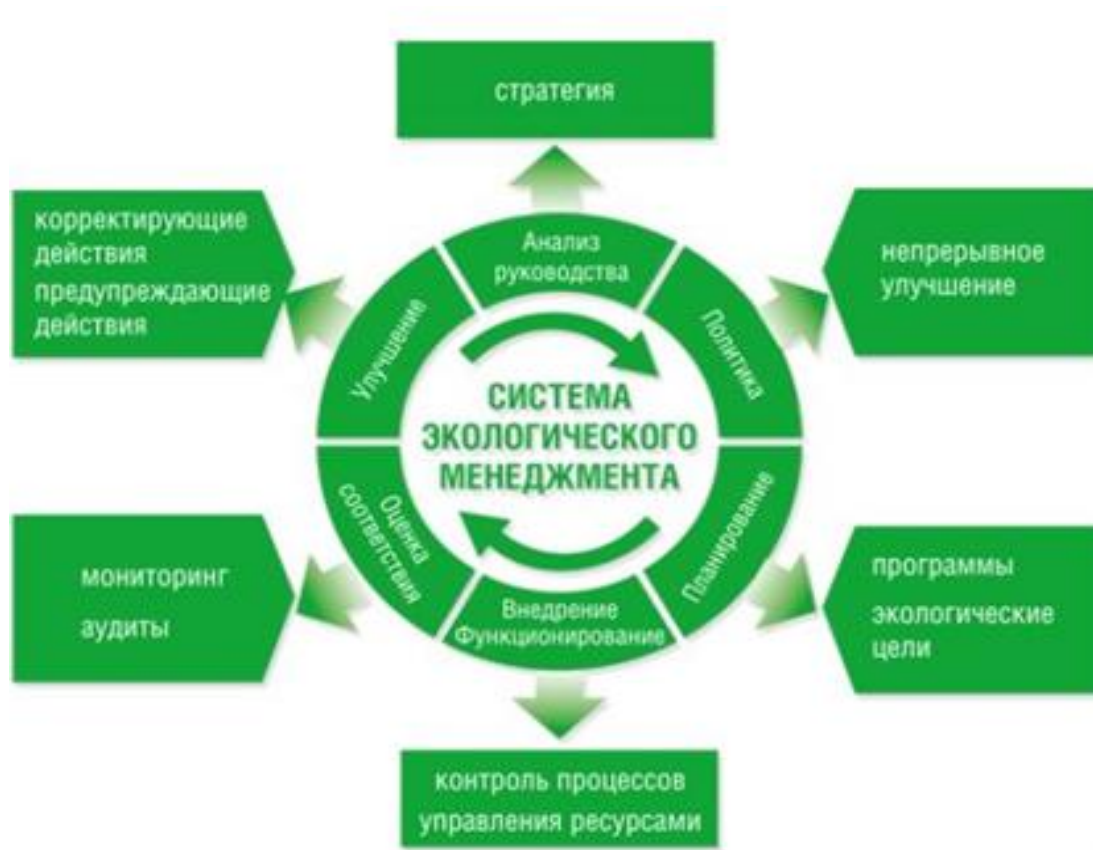 стратегия
корректирующие
действия
предупреждающие
действия
Анализ
руководства
непрерывное
улучшение
Улучшение
Политика
СИСТЕМА
ЭКОЛОГИЧЕСКОГО
МЕНЕДЖМЕНТА
Оценка
соответствия
Планирование
мониторинг
аудиты
Внедрение
Функционирование
программы
экологические
цели
контроль процессов
управления ресурсами